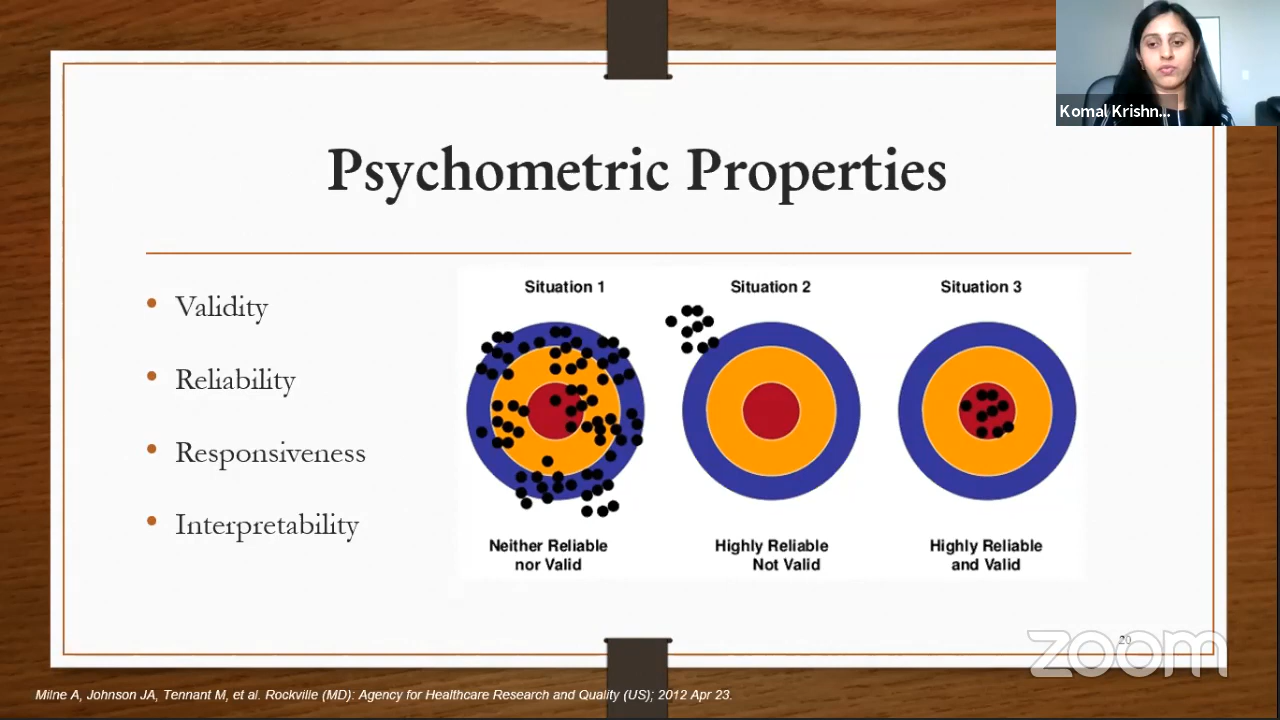 Komal Krishn...
Psychometric Properties
• Validity
• Reliability
• Responsiveness
• Interpretability
Situation 1
Situation 2
Situation 3
Neither Reliable
nor Valid
Highly Reliable
Not Valid
Highly Reliable
and Valid
20
zoom
Milne A, Johnson JA, Tennant M, et al. Rockville (MD): Agency for Healthcare Research and Quality (US); 2012 Apr 23.